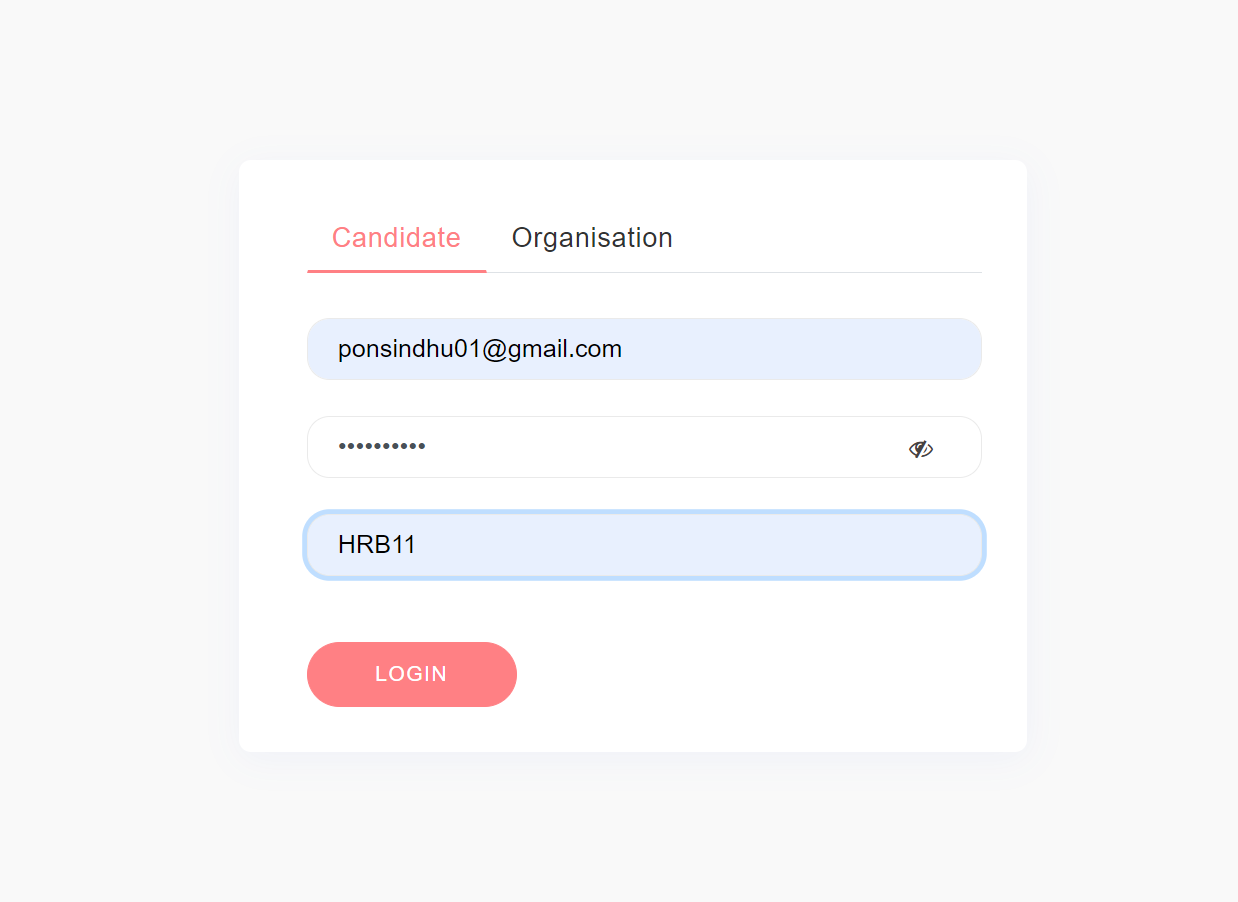 Candidate Organisation
ponsindhu01@gmail.com
••••••••••
HRB11
LOGIN